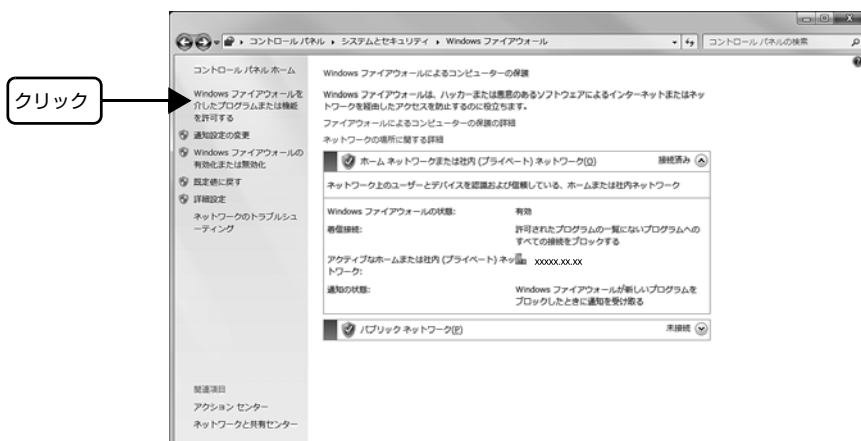 コントロール パネル ▸ システムとセキュリティ ▸ Windows ファイアウォール
コントロール パネルの検索
クリック
コントロール パネル ホーム
Windows ファイアウォールを
介したプログラムまたは機能
を許可する
通知設定の変更
Windows ファイアウォールの
有効化または無効化
既定値に戻す
詳細設定
ネットワークのトラブルシュ
ーティング
関連項目
アクション センター
ネットワークと共有センター
Windows ファイアウォールによるコンピューターの保護
Windows ファイアウォールは、ハッカーまたは悪意のあるソフトウェアによるインターネットまたはネッ
トワークを経由したアクセスを防止するのに役立ちます。
ファイアウォールによるコンピューターの保護の詳細
ネットワークの場所に関する詳細
ホーム ネットワークまたは社内 (プライベート) ネットワーク(O) 接続済み
ネットワーク上のユーザーとデバイスを認識および信頼している、ホームまたは社内ネットワーク
Windows ファイアウォールの状態: 有効
着信接続: 許可されたプログラムの一覧にないプログラムへの
すべての接続をブロックする
アクティブなホームまたは社内 (プライベート) ネッ xxxxx.xx.xx
トワーク:
通知の状態: Windows ファイアウォールが新しいプログラムを
ブロックしたときに通知を受け取る
パブリック ネットワーク(P) 未接続